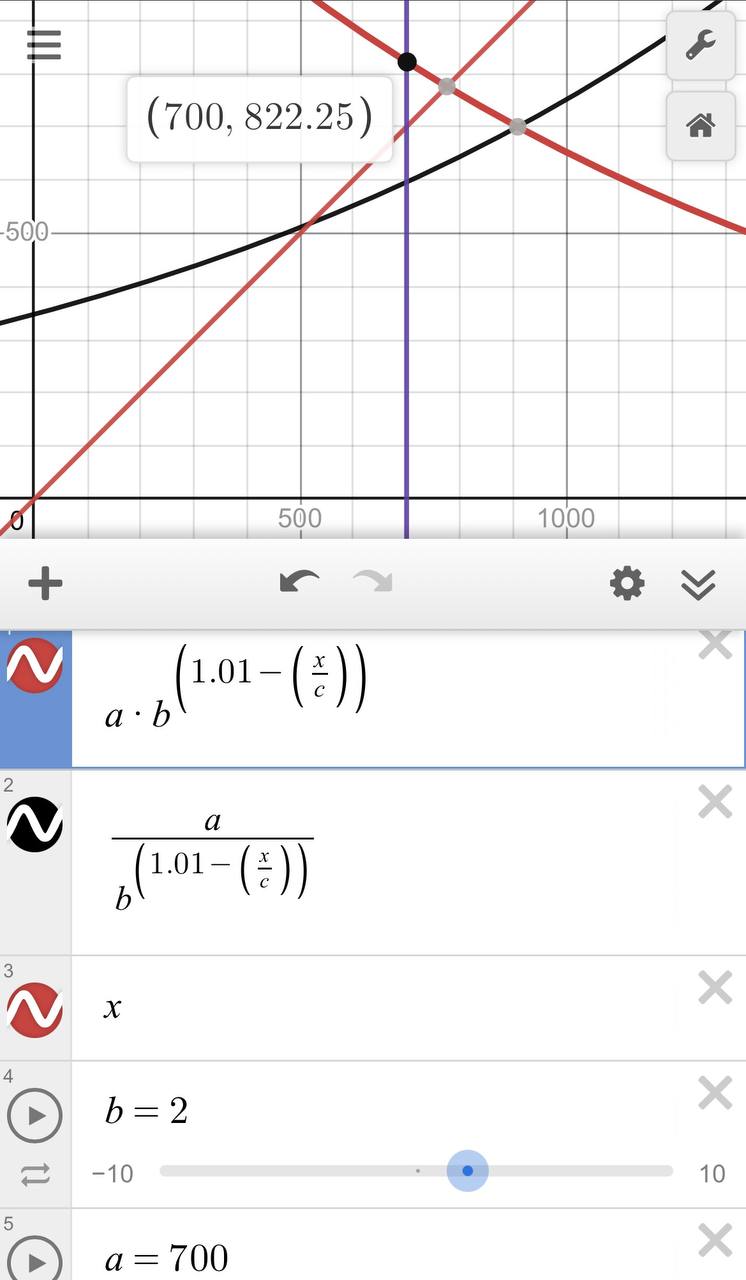 (700, 822.25)
500
0
500
1000
1
a · b^(1.01−(x/c))
2
a/b^(1.01−(x/c))
3
x
4
b = 2
−10
10
5
a = 700